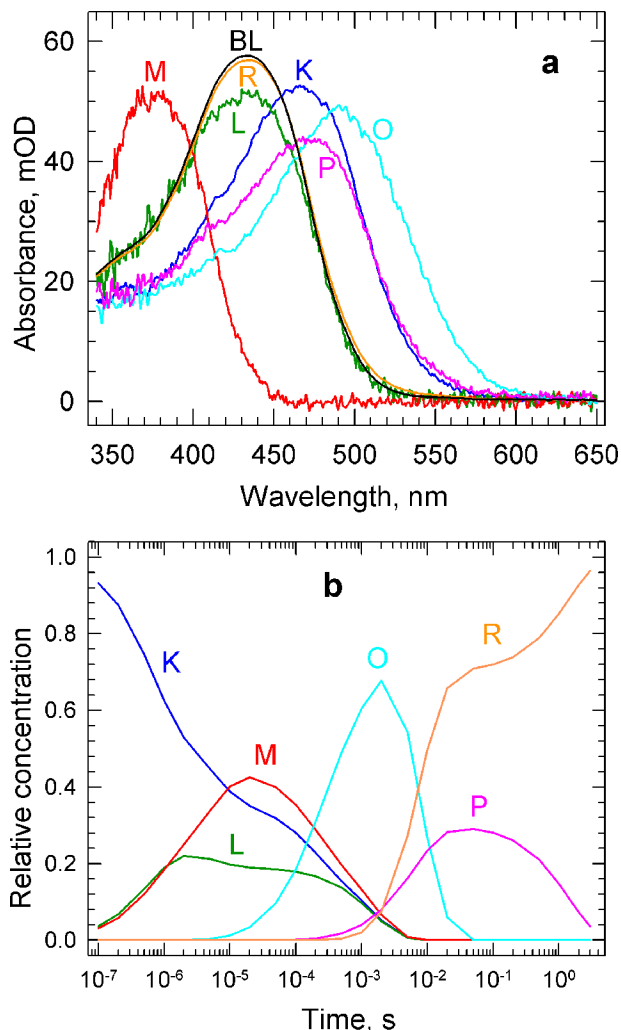 a
BL
M
R
K
L
O
P
60
40
20
0
Absorbance, mOD
350 400 450 500 550 600 650
Wavelength, nm
b
K
O
R
M
L
P
1.0
0.8
0.6
0.4
0.2
0.0
Relative concentration
10⁻⁷ 10⁻⁶ 10⁻⁵ 10⁻⁴ 10⁻³ 10⁻² 10⁻¹ 10⁰
Time, s